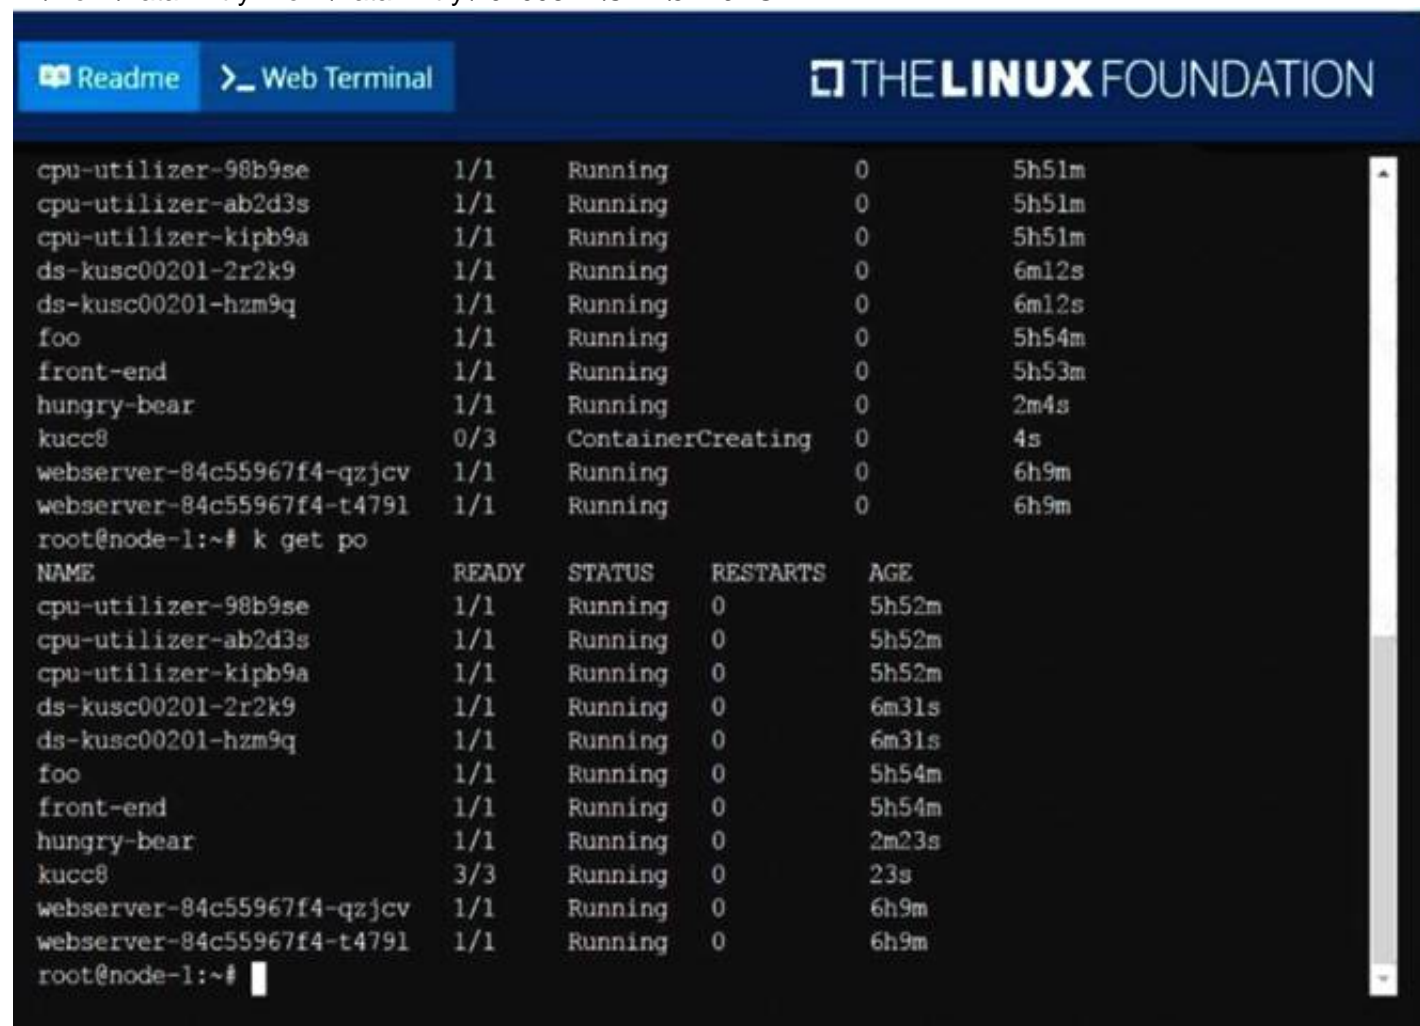 Readme >_ Web Terminal THE LINUX FOUNDATION
cpu-utilizer-98b9se 1/1 Running 0 5h51m
cpu-utilizer-ab2d3s 1/1 Running 0 5h51m
cpu-utilizer-kipb9a 1/1 Running 0 5h51m
ds-kusc00201-2r2k9 1/1 Running 0 6m12s
ds-kusc00201-hzm9q 1/1 Running 0 6m12s
foo 1/1 Running 0 5h54m
front-end 1/1 Running 0 5h53m
hungry-bear 1/1 Running 0 2m4s
kucc8 0/3 ContainerCreating 0 4s
webserver-84c55967f4-qzjcv 1/1 Running 0 6h9m
webserver-84c55967f4-t479l 1/1 Running 0 6h9m
root@node-1:~# k get po
NAME READY STATUS RESTARTS AGE
cpu-utilizer-98b9se 1/1 Running 0 5h52m
cpu-utilizer-ab2d3s 1/1 Running 0 5h52m
cpu-utilizer-kipb9a 1/1 Running 0 5h52m
ds-kusc00201-2r2k9 1/1 Running 0 6m31s
ds-kusc00201-hzm9q 1/1 Running 0 6m31s
foo 1/1 Running 0 5h54m
front-end 1/1 Running 0 5h54m
hungry-bear 1/1 Running 0 2m23s
kucc8 3/3 Running 0 23s
webserver-84c55967f4-qzjcv 1/1 Running 0 6h9m
webserver-84c55967f4-t479l 1/1 Running 0 6h9m
root@node-1:~#